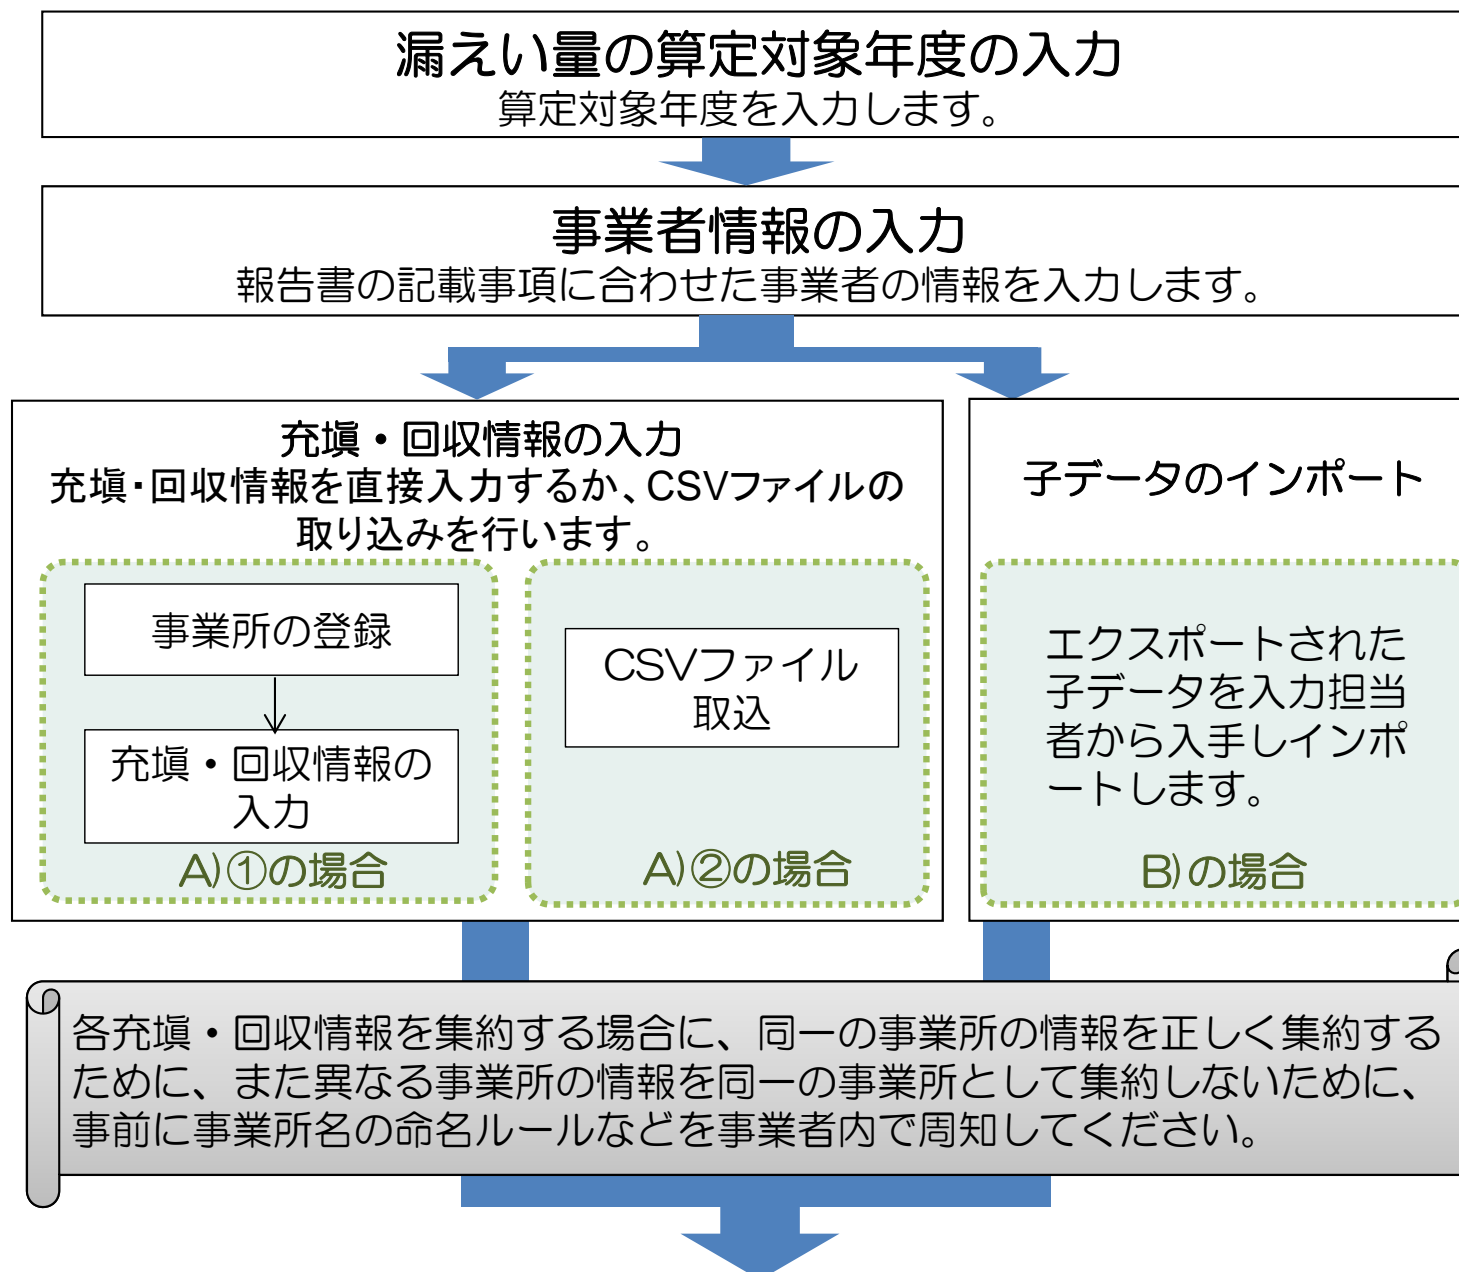 漏えい量の算定対象年度の入力
算定対象年度を入力します。
事業者情報の入力
報告書の記載事項に合わせた事業者の情報を入力します。
充塡・回収情報の入力
充塡・回収情報を直接入力するか、CSVファイルの
取り込みを行います。
事業所の登録
充塡・回収情報の
入力
A)①の場合
CSVファイル
取込
A)②の場合
子データのインポート
エクスポートされた
子データを入力担当
者から入手しインポ
ートします。
B)の場合
各充塡・回収情報を集約する場合に、同一の事業所の情報を正しく集約する
ために、また異なる事業所の情報を同一の事業所として集約しないために、
事前に事業所名の命名ルールなどを事業者内で周知してください。